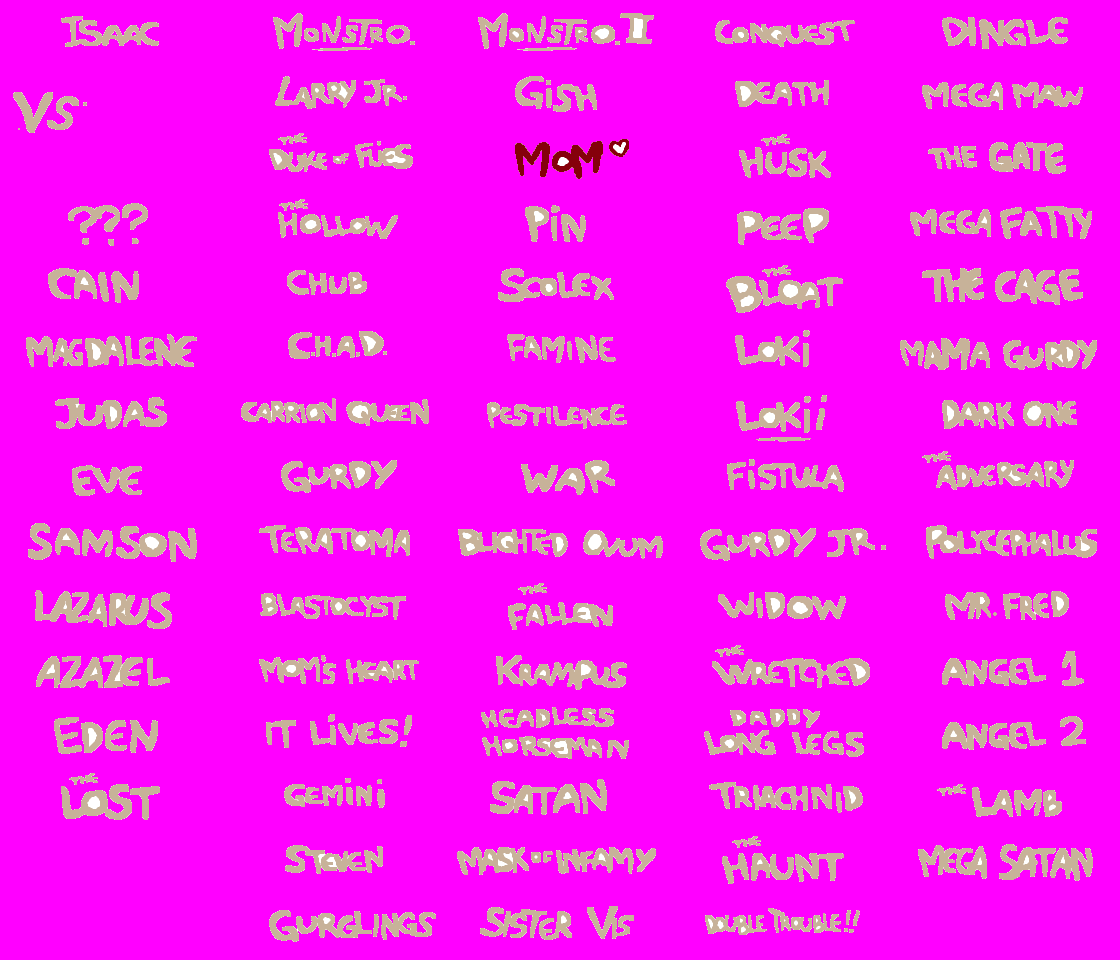 ISAAC
VS.
???
CAIN
MAGDALENE
JUDAS
EVE
SAMSON
LAZARUS
AZAZEL
EDEN
THE
LOST
MONSTRO.
LARRY JR.
THE
DUKE OF FLIES
THE
HOLLOW
CHUB
C.H.A.D.
CARRION QUEEN
GURDY
TERATOMA
BLASTOCYST
MOM'S HEART
IT LIVES!
GEMINI
STEVEN
GURGLINGS
MONSTRO. II
GISH
MOM
PIN
SCOLEX
FAMINE
PESTILENCE
WAR
BLIGHTED OVUM
THE
FALLEN
KRAMPUS
HEADLESS
HORSEMAN
SATAN
MASK OF INFAMY
SISTER VIS
CONQUEST
DEATH
THE
HUSK
PEEP
THE
BLOAT
LOKI
LOKII
FISTULA
GURDY JR.
WIDOW
THE
WRETCHED
DADDY
LONG LEGS
TRIACHNID
THE
HAUNT
DOUBLE TROUBLE!!
DINGLE
MEGA MAW
THE GATE
MEGA FATTY
THE CAGE
MAMA GURDY
DARK ONE
THE
ADVERSARY
POLYCEPHALUS
MR. FRED
ANGEL 1
ANGEL 2
THE LAMB
MEGA SATAN